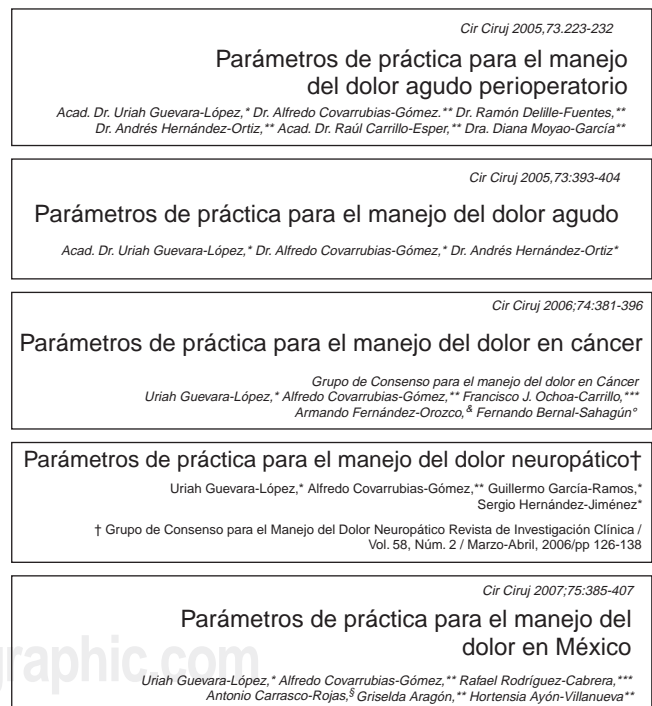 Cir Ciruj 2005,73.223-232
Parámetros de práctica para el manejo
del dolor agudo perioperatorio
Acad. Dr. Uriah Guevara-López,* Dr. Alfredo Covarrubias-Gómez.** Dr. Ramón Delille-Fuentes,**
Dr. Andrés Hernández-Ortiz,** Acad. Dr. Raúl Carrillo-Esper,** Dra. Diana Moyao-García**
Cir Ciruj 2005,73:393-404
Parámetros de práctica para el manejo del dolor agudo
Acad. Dr. Uriah Guevara-López,* Dr. Alfredo Covarrubias-Gómez,* Dr. Andrés Hernández-Ortiz*
Cir Ciruj 2006;74:381-396
Parámetros de práctica para el manejo del dolor en cáncer
Grupo de Consenso para el manejo del dolor en Cáncer
Uriah Guevara-López,* Alfredo Covarrubias-Gómez,** Francisco J. Ochoa-Carrillo,***
Armando Fernández-Orozco,& Fernando Bernal-Sahagún°
Parámetros de práctica para el manejo del dolor neuropático†
Uriah Guevara-López,* Alfredo Covarrubias-Gómez,** Guillermo García-Ramos,*
Sergio Hernández-Jiménez*
† Grupo de Consenso para el Manejo del Dolor Neuropático Revista de Investigación Clínica /
Vol. 58, Núm. 2 / Marzo-Abril, 2006/pp 126-138
Cir Ciruj 2007;75:385-407
Parámetros de práctica para el manejo del
dolor en México
raphic.com
Uriah Guevara-López,* Alfredo Covarrubias-Gómez,** Rafael Rodríguez-Cabrera,***
Antonio Carrasco-Rojas,§ Griselda Aragón,** Hortensia Ayón-Villanueva**